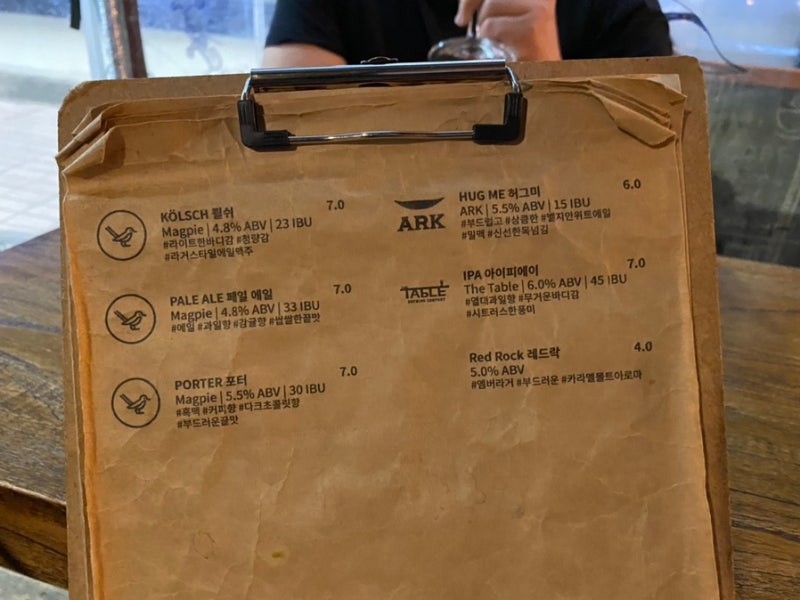 KÖLSCH 쾰쉬 7.0
Magpie | 4.8% ABV | 23 IBU
#라이트한바디감 #청량감
#라거스타일에일맥주
PALE ALE 페일 에일 7.0
Magpie | 4.8% ABV | 33 IBU
#에일 #과일향 #감귤향 #쌉쌀한끝맛
PORTER 포터 7.0
Magpie | 5.5% ABV | 30 IBU
#흑맥 #커피향 #다크초콜릿향
#부드러운끝맛
ARK
HUG ME 허그미 6.0
ARK | 5.5% ABV | 15 IBU
#부드럽고 #상큼한 #벨지안위트에일
#밀맥 #신선한목넘김
TABLE
BREWING COMPANY
IPA 아이피에이 7.0
The Table | 6.0% ABV | 45 IBU
#열대과일향 #무거운바디감
#시트러스한풍미
Red Rock 레드락 4.0
5.0% ABV
#엠버라거 #부드러운 #카라멜몰트아로마